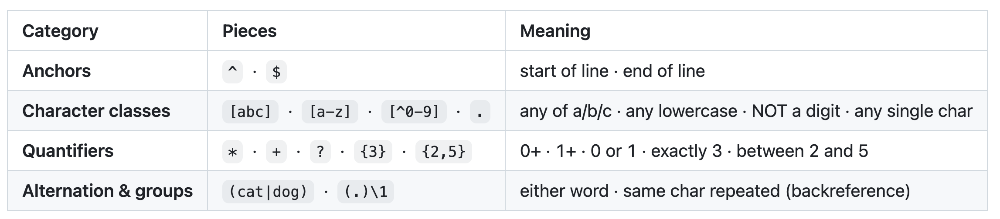 Category Pieces Meaning
Anchors ^ · $ start of line · end of line
Character classes [abc] · [a-z] · [^0-9] · . any of a/b/c · any lowercase · NOT a digit · any single char
Quantifiers * · + · ? · {3} · {2,5} 0+ · 1+ · 0 or 1 · exactly 3 · between 2 and 5
Alternation & groups (cat|dog) · (.)\1 either word · same char repeated (backreference)